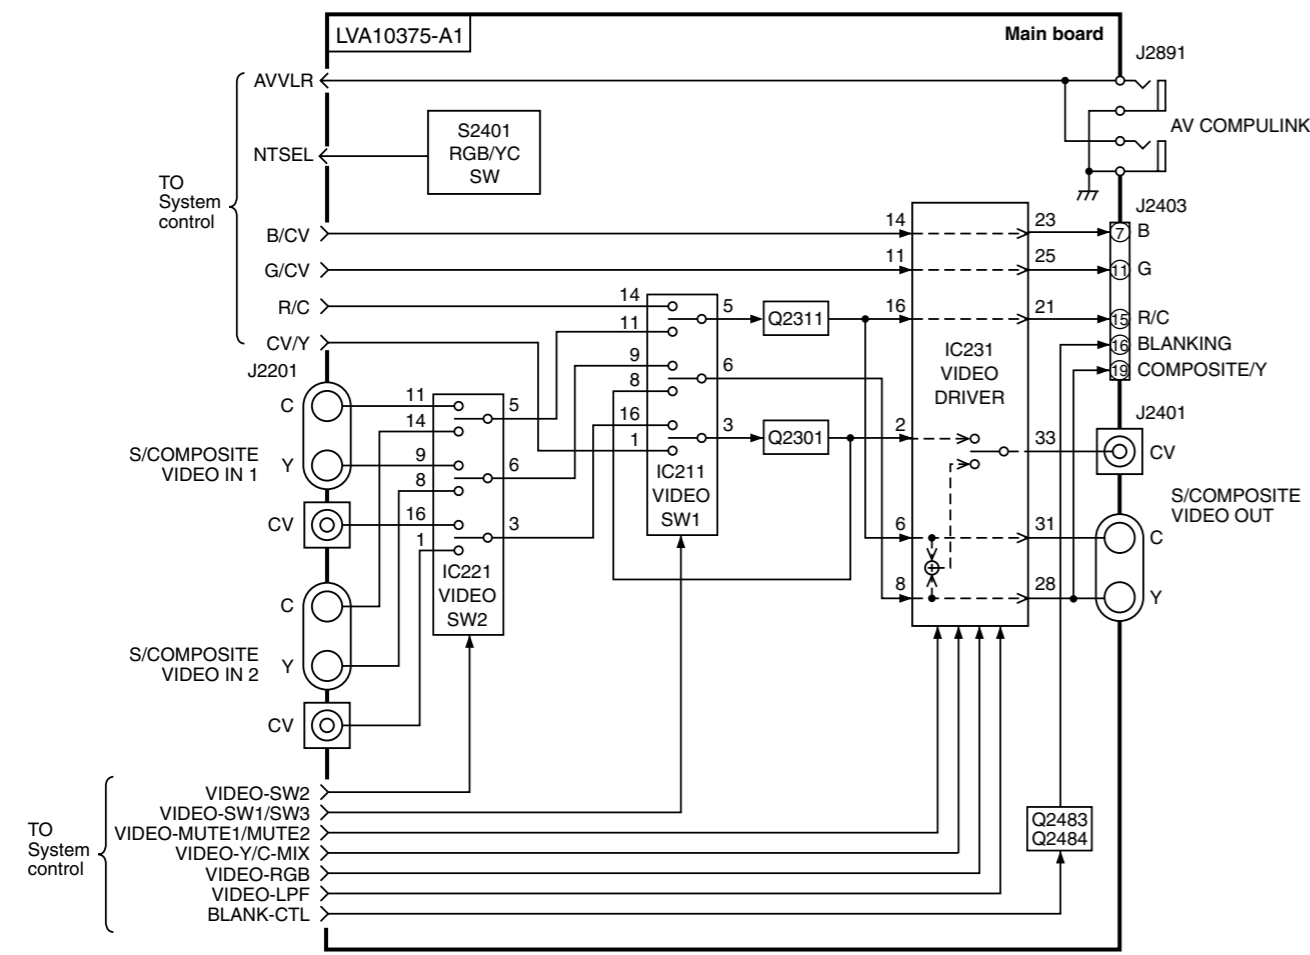 LVA10375-A1
Main board
J2891
AVVLR
AV COMPULINK
S2401
RGB/YC
SW
NTSEL
TO
System
control
J2403
B/CV
14
23
7
B
G/CV
11
25
11
G
R/C
14
5
Q2311
16
21
15
R/C
11
CV/Y
16
BLANKING
IC231
VIDEO
DRIVER
9
6
19
COMPOSITE/Y
8
J2201
C
11
5
16
3
Q2301
2
33
J2401
CV
14
1
S/COMPOSITE
VIDEO IN 1
Y
9
6
8
IC211
VIDEO
SW1
S/COMPOSITE
VIDEO OUT
CV
16
3
1
6
31
C
IC221
VIDEO
SW2
8
28
Y
C
S/COMPOSITE
VIDEO IN 2
Y
CV
TO
System
control
VIDEO-SW2
VIDEO-SW1/SW3
VIDEO-MUTE1/MUTE2
VIDEO-Y/C-MIX
VIDEO-RGB
VIDEO-LPF
BLANK-CTL
Q2483
Q2484